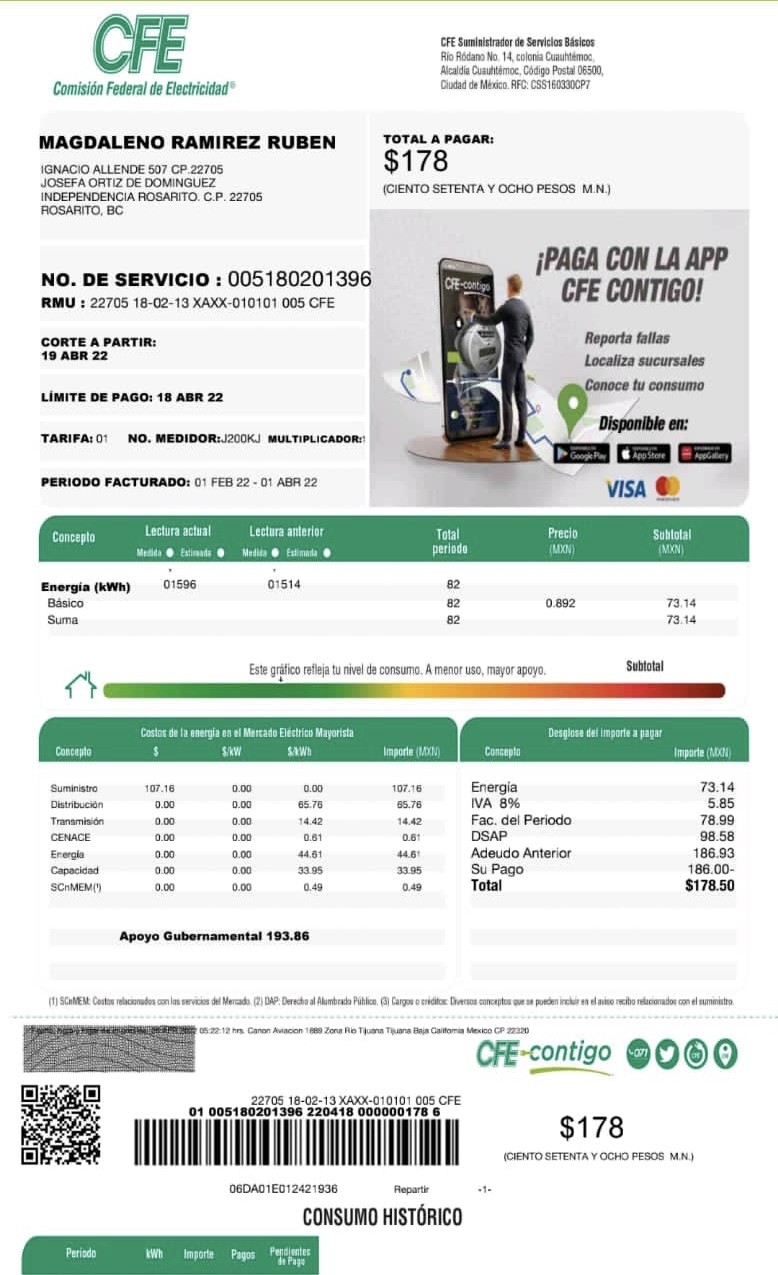 CFE
Comisión Federal de Electricidad®
CFE Suministrador de Servicios Básicos
Río Ródano No. 14, colonia Cuauhtémoc,
Alcaldía Cuauhtémoc, Código Postal 06500,
Ciudad de México. RFC: CSS160330CP7
MAGDALENO RAMIREZ RUBEN
IGNACIO ALLENDE 507 CP.22705
JOSEFA ORTIZ DE DOMINGUEZ
INDEPENDENCIA ROSARITO. C.P. 22705
ROSARITO, BC
TOTAL A PAGAR:
$178
(CIENTO SETENTA Y OCHO PESOS M.N.)
NO. DE SERVICIO : 005180201396
RMU : 22705 18-02-13 XAXX-010101 005 CFE
CORTE A PARTIR:
19 ABR 22
LÍMITE DE PAGO: 18 ABR 22
TARIFA: 01 NO. MEDIDOR:J200KJ MULTIPLICADOR:1
PERIODO FACTURADO: 01 FEB 22 - 01 ABR 22
CFE-contigo
¡PAGA CON LA APP
CFE CONTIGO!
Reporta fallas
Localiza sucursales
Conoce tu consumo
Disponible en:
Google Play App Store AppGallery
VISA
Concepto Lectura actual Lectura anterior Total periodo Precio (MXN) Subtotal (MXN)
Medida Estimada Medida Estimada
Energía (kWh) 01596 01514 82
Básico 82 0.892 73.14
Suma 82 73.14
Este gráfico refleja tu nivel de consumo. A menor uso, mayor apoyo. Subtotal
Costos de la energía en el Mercado Eléctrico Mayorista
Concepto $ $/kW $/kWh Importe (MXN)
Suministro 107.16 0.00 0.00 107.16
Distribución 0.00 0.00 65.76 65.76
Transmisión 0.00 0.00 14.42 14.42
CENACE 0.00 0.00 0.61 0.61
Energía 0.00 0.00 44.61 44.61
Capacidad 0.00 0.00 33.95 33.95
SCnMEM(¹) 0.00 0.00 0.49 0.49
Apoyo Gubernamental 193.86
Desglose del importe a pagar
Concepto Importe (MXN)
Energía 73.14
IVA 8% 5.85
Fac. del Periodo 78.99
DSAP 98.58
Adeudo Anterior 186.93
Su Pago 186.00-
Total $178.50
(1) SCnMEM: Costos relacionados con los servicios del Mercado. (2) DAP: Derecho al Alumbrado Público. (3) Cargos o créditos: Diversos conceptos que se pueden incluir en el aviso recibo relacionados con el suministro.
05:22:12 hrs. Canon Aviacion 1889 Zona Rio Tijuana Tijuana Baja California Mexico CP 22320
CFE-contigo 071
22705 18-02-13 XAXX-010101 005 CFE
01 005180201396 220418 000000178 6
$178
(CIENTO SETENTA Y OCHO PESOS M.N.)
06DA01E012421936 Repartir -1-
CONSUMO HISTÓRICO
Periodo kWh Importe Pagos Pendientes de Pago